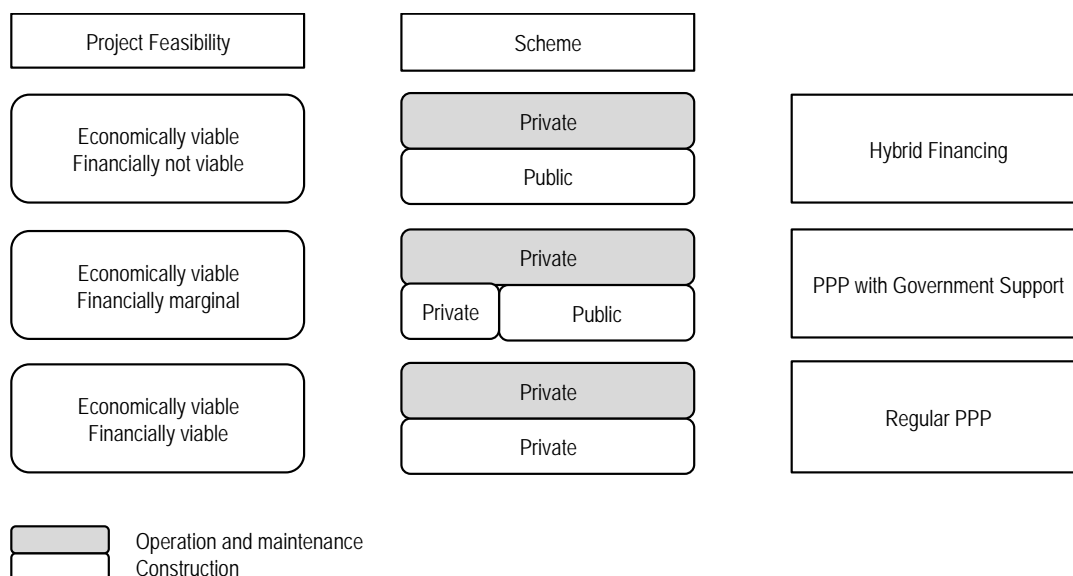 Project Feasibility
Scheme
Economically viable
Financially not viable
Private
Public
Hybrid Financing
Economically viable
Financially marginal
Private
Private
Public
PPP with Government Support
Economically viable
Financially viable
Private
Private
Regular PPP
Operation and maintenance
Construction